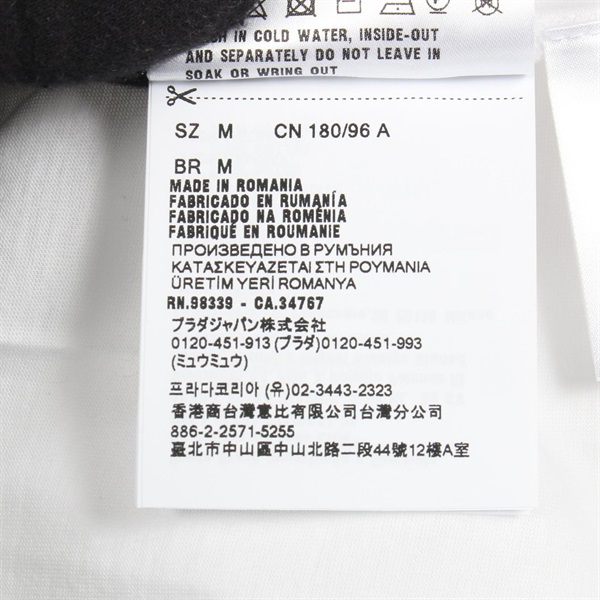 IN COLD WATER, INSIDE-OUT
AND SEPARATELY DO NOT LEAVE IN
SOAK OR WRING OUT
SZ M CN 180/96 A
BR M
MADE IN ROMANIA
FABRICADO EN RUMANÍA
FABRICADO NA ROMÉNIA
FABRIQUÉ EN ROUMANIE
ПРОИЗВЕДЕНО В РУМЪНИЯ
ΚΑΤΑΣΚΕΥΑΖΕΤΑΙ ΣΤΗ ΡΟΥΜΑΝΙΑ
ÜRETİM YERİ ROMANYA
RN.98339 - CA.34767
プラダジャパン株式会社
0120-451-913 (プラダ)0120-451-993
(ミュウミュウ)
프라다코리아 (유)02-3443-2323
香港商台灣意比有限公司台灣分公司
886-2-2571-5255
臺北市中山區中山北路二段44號12樓A室